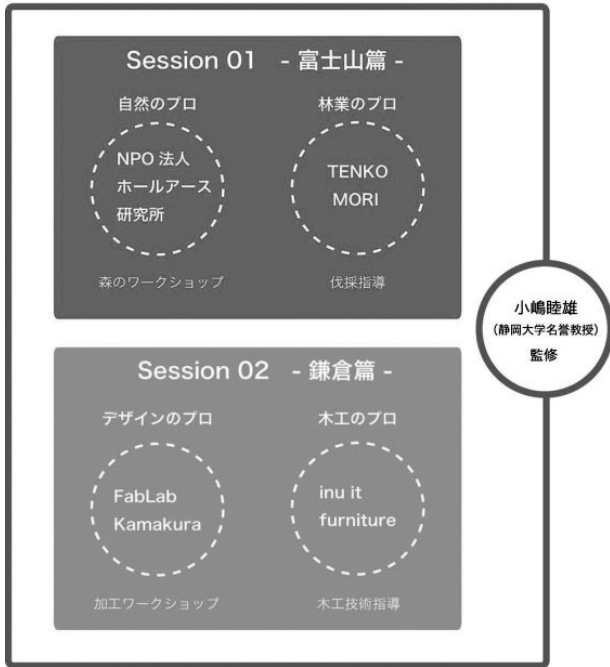 Session 01 - 富士山篇 -
自然のプロ
NPO 法人
ホールアース
研究所
森のワークショップ
林業のプロ
TENKO
MORI
伐採指導
Session 02 - 鎌倉篇 -
デザインのプロ
FabLab
Kamakura
加工ワークショップ
木工のプロ
inu it
furniture
木工技術指導
小嶋睦雄
(静岡大学名誉教授)
監修